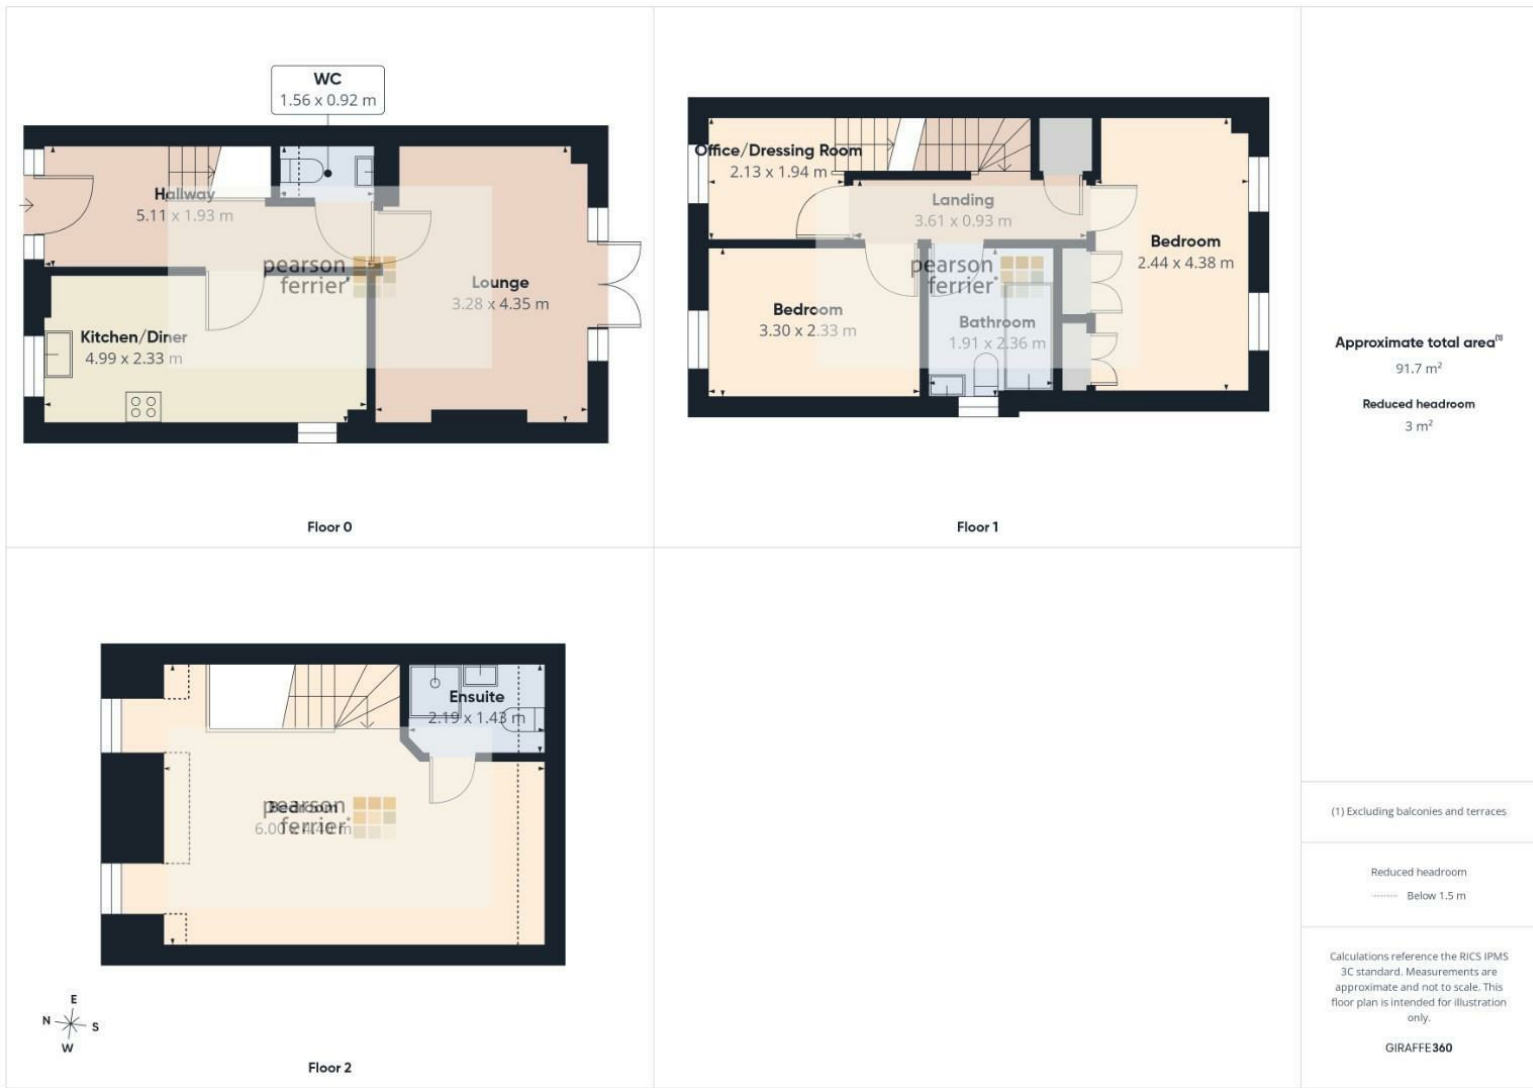 WC
1.56 x 0.92 m
Hallway
5.11 x 1.93 m
pearson
ferrier
Lounge
3.28 x 4.35 m
Kitchen/Diner
4.99 x 2.33 m
Floor 0
Office/Dressing Room
2.13 x 1.94 m
Landing
3.61 x 0.93 m
Bedroom
2.44 x 4.38 m
pearson
ferrier
Bedroom
3.30 x 2.33 m
Bathroom
1.91 x 2.36 m
Floor 1
Approximate total area(1)
91.7 m²
Reduced headroom
3 m²
Ensuite
2.19 x 1.43 m
Bedroom
pearson
ferrier
6.00 x
E
N
S
W
Floor 2
(1) Excluding balconies and terraces
Reduced headroom
Below 1.5 m
Calculations reference the RICS IPMS
3C standard. Measurements are
approximate and not to scale. This
floor plan is intended for illustration
only.
GIRAFFE360